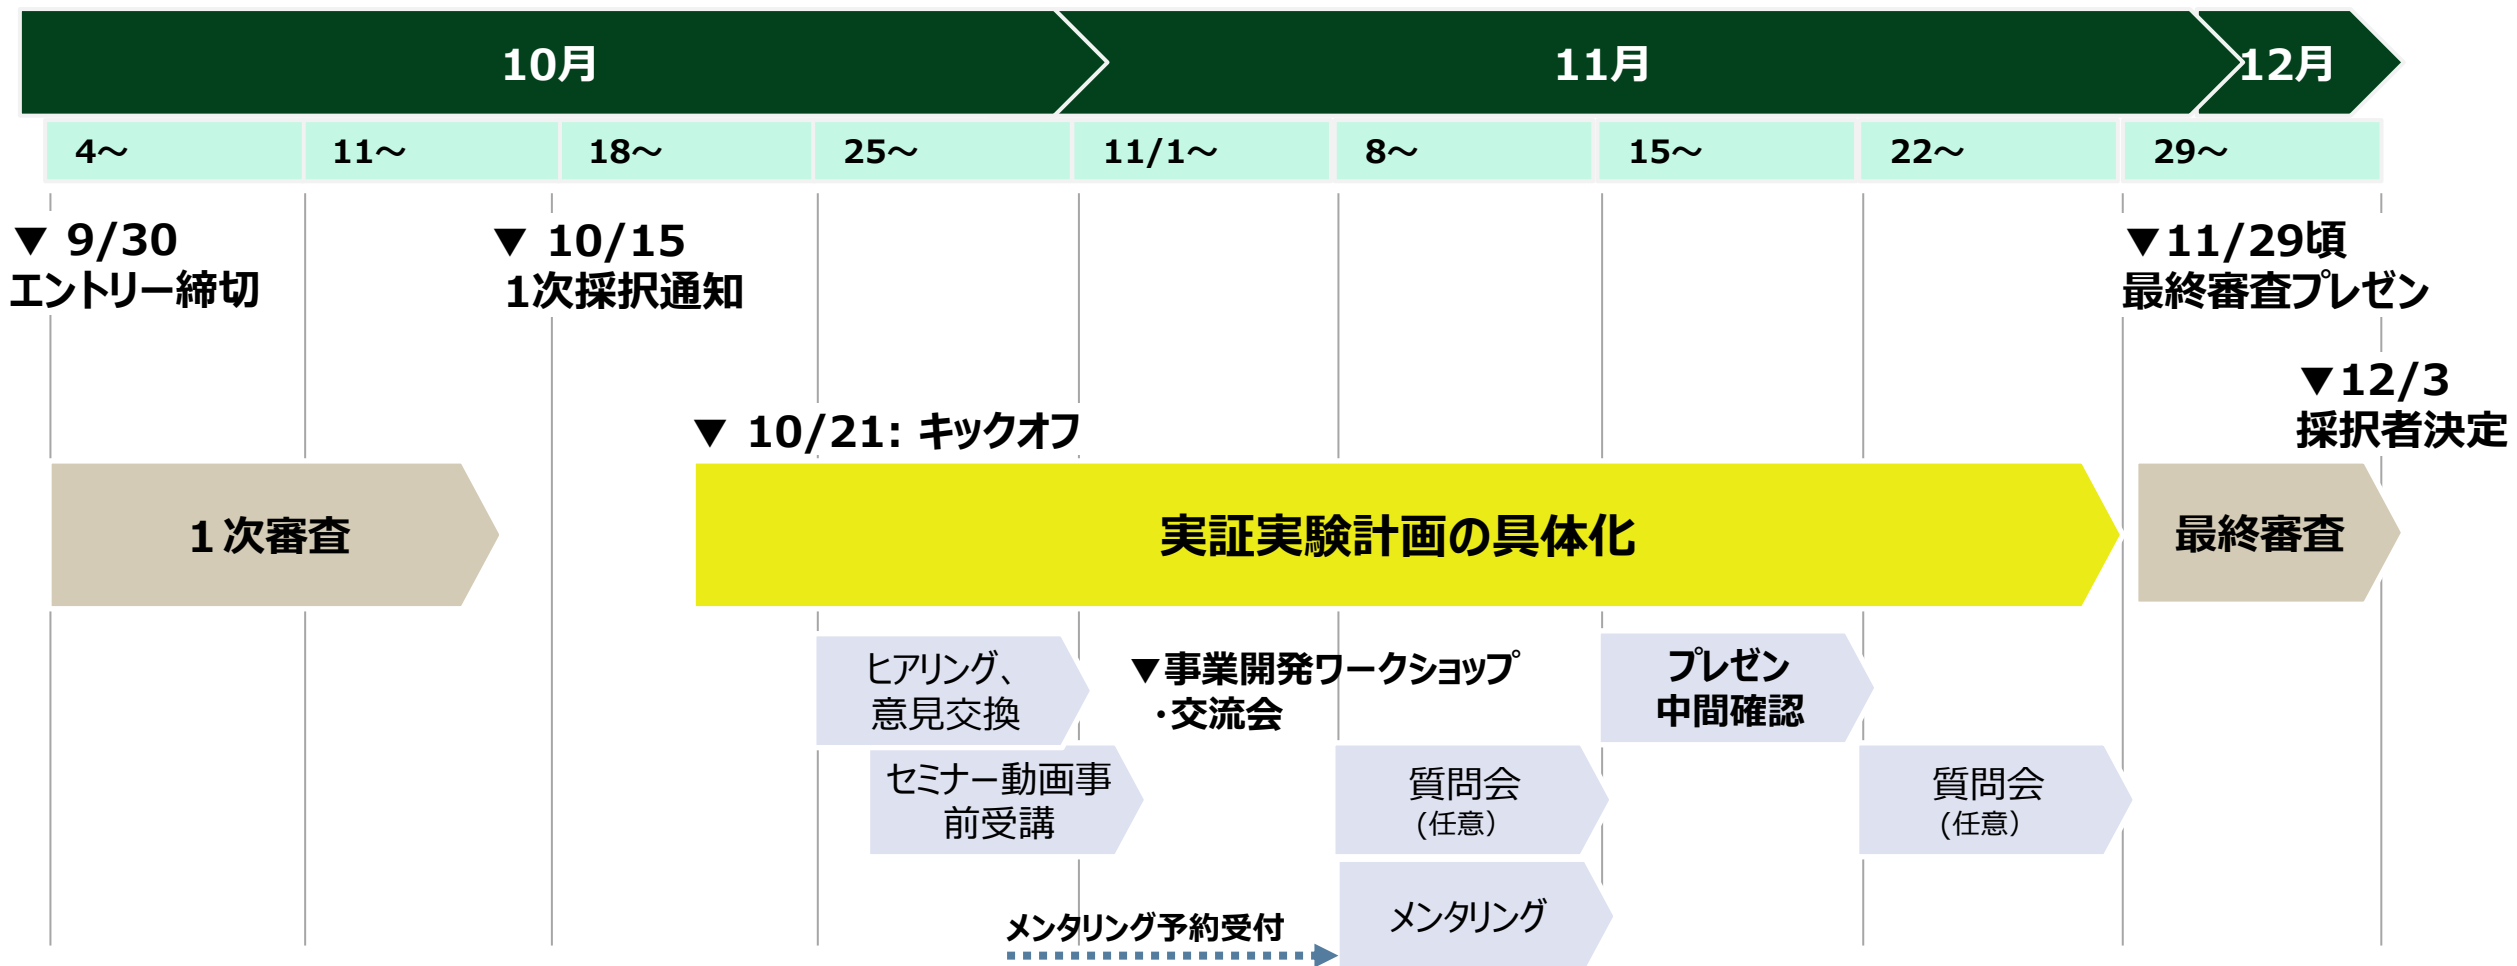 10月
11月
12月
4～
11～
18～
25～
11/1～
8～
15～
22～
29～
▼ 9/30
エントリー締切
▼ 10/15
1次採択通知
▼11/29頃
最終審査プレゼン
▼12/3
採択者決定
▼ 10/21: キックオフ
１次審査
実証実験計画の具体化
最終審査
ヒアリング、
意見交換
▼事業開発ワークショップ
・交流会
プレゼン
中間確認
セミナー動画事
前受講
質問会
(任意）
質問会
(任意）
メンタリング予約受付
メンタリング